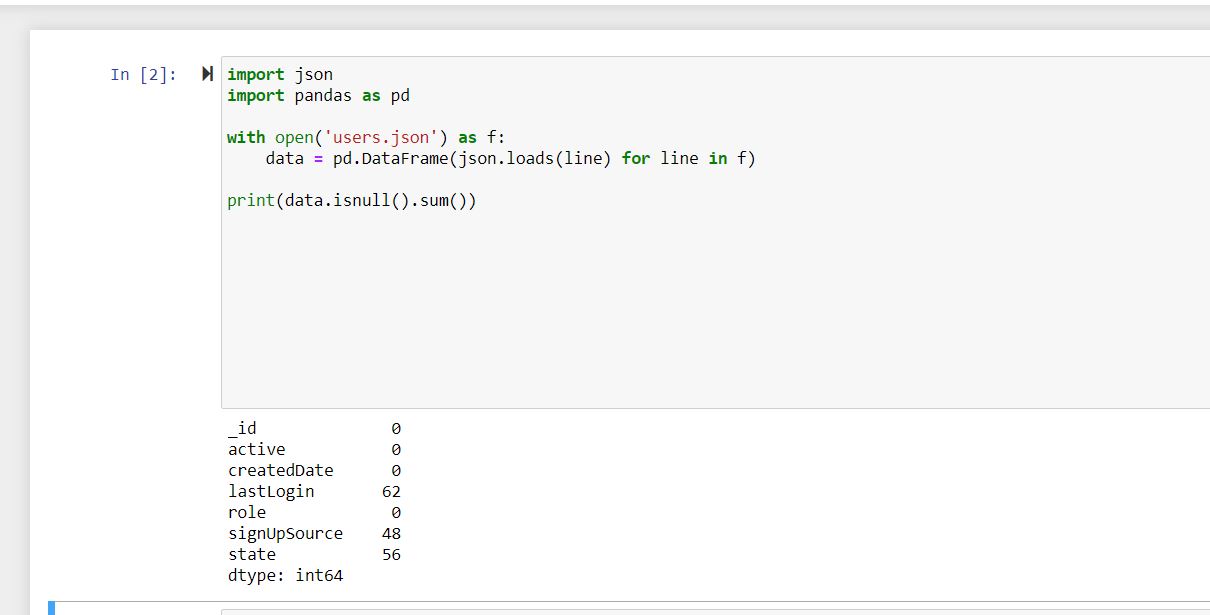 In [2]:
import json
import pandas as pd
with open('users.json') as f:
    data = pd.DataFrame(json.loads(line) for line in f)
print(data.isnull().sum())
_id              0
active           0
createdDate      0
lastLogin       62
role             0
signUpSource    48
state           56
dtype: int64